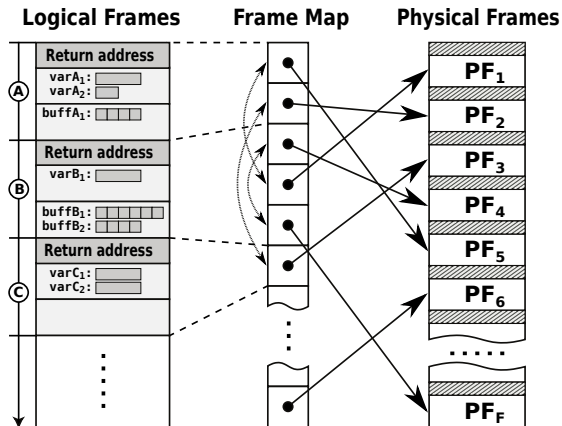 Logical Frames
Frame Map
Physical Frames
A
Return address
varA₁:
varA₂:
buffA₁:
B
Return address
varB₁:
buffB₁:
buffB₂:
C
Return address
varC₁:
varC₂:
PF₁
PF₂
PF₃
PF₄
PF₅
PF₆
PF_F